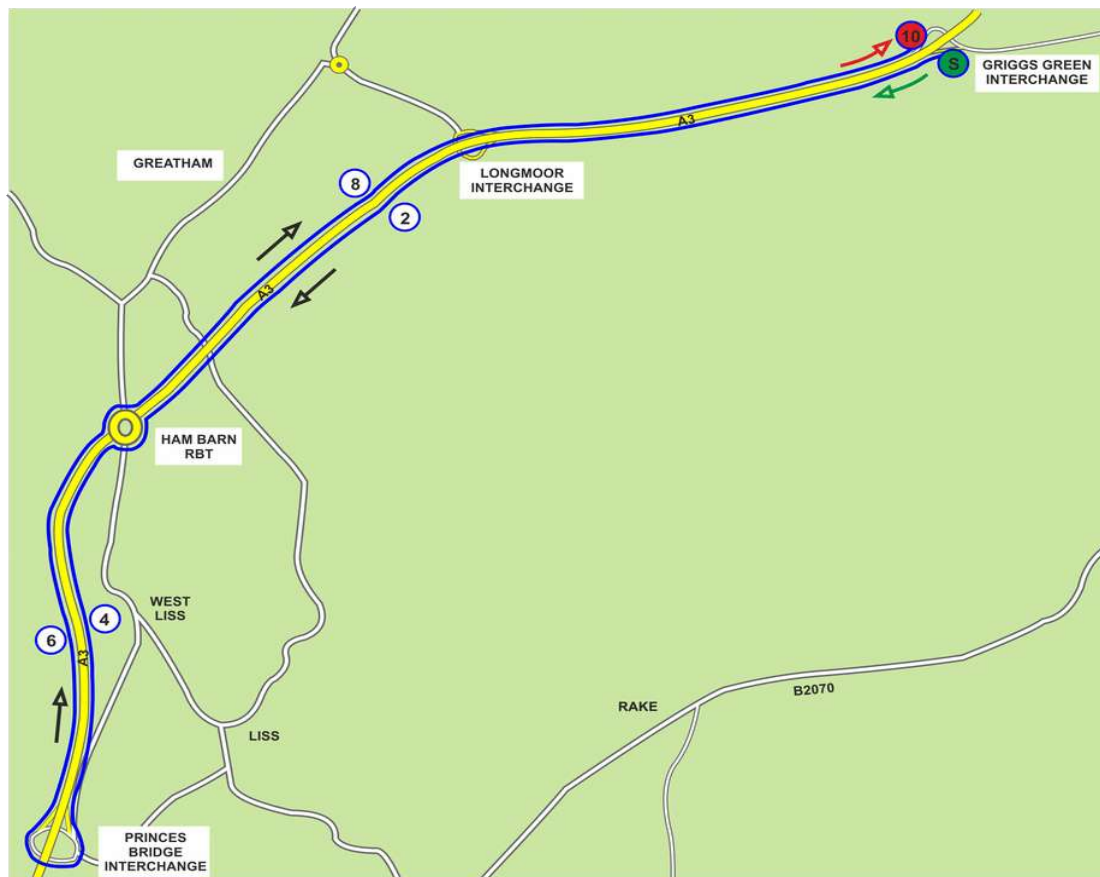 10
S
GRIGGS GREEN
INTERCHANGE
A3
GREATHAM
LONGMOOR
INTERCHANGE
8
2
A3
HAM BARN
RBT
WEST
LISS
4
6
A3
B2070
RAKE
LISS
PRINCES
BRIDGE
INTERCHANGE